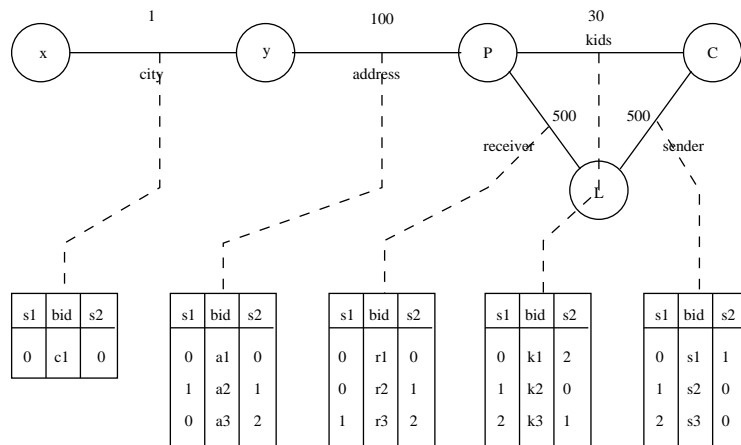 1
100
30
kids
x
y
P
C
city
address
500
500
receiver
sender
L
s1 bid s2
0 c1 0
s1 bid s2
0 a1 0
1 a2 1
0 a3 2
s1 bid s2
0 r1 0
0 r2 1
1 r3 2
s1 bid s2
0 k1 2
1 k2 0
2 k3 1
s1 bid s2
0 s1 1
1 s2 0
2 s3 0